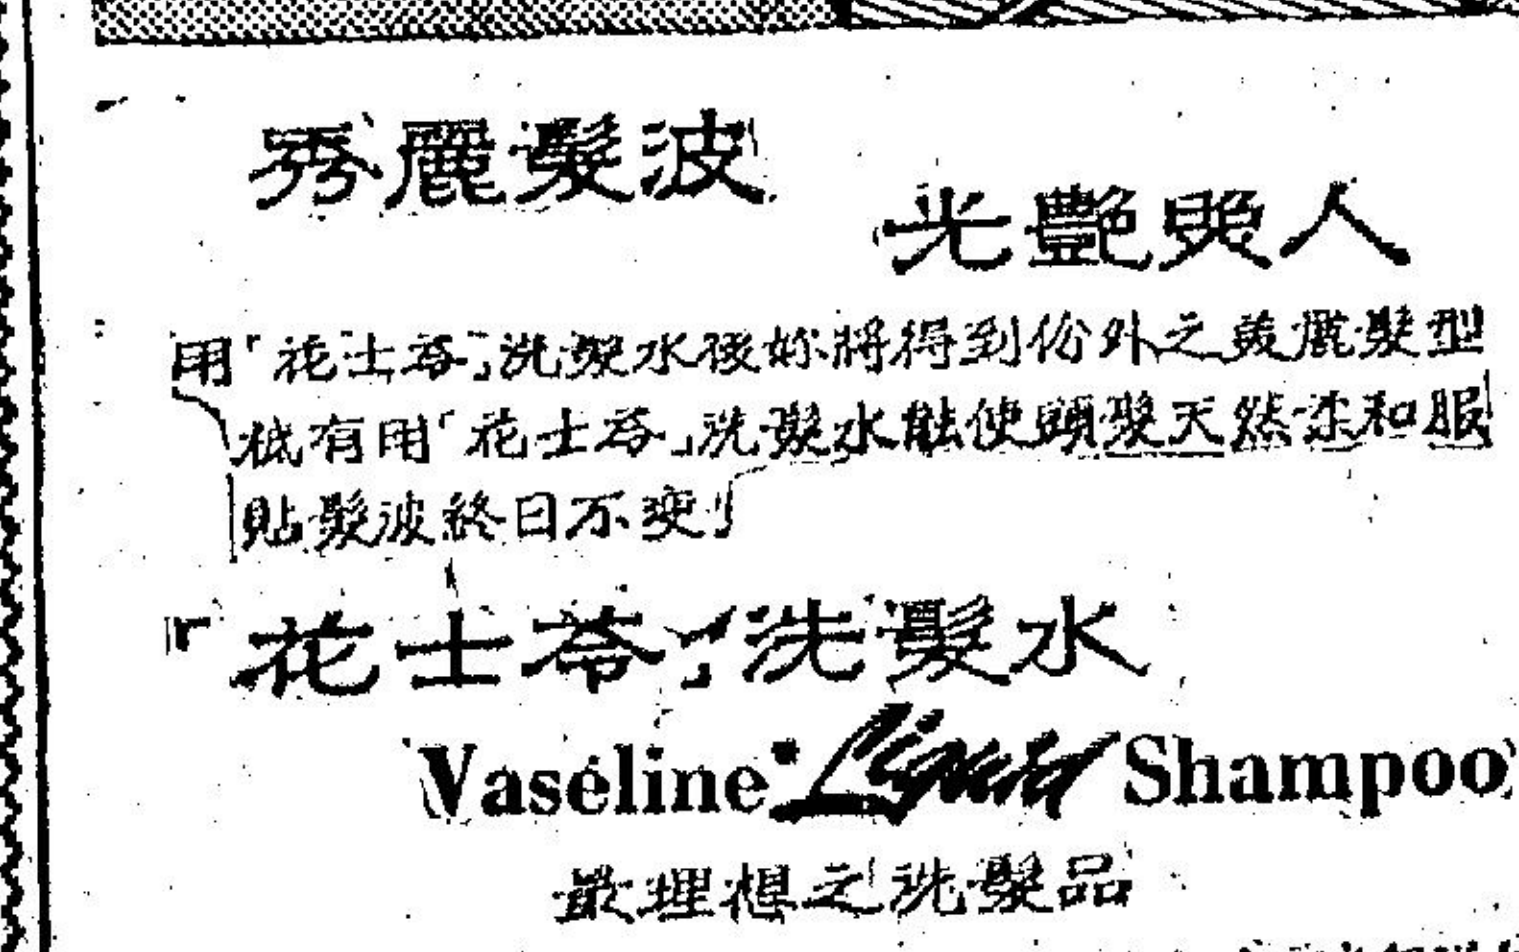 秀麗髮波
光艷照人
用「花士苓」洗髮水後妳將得到份外之美麗髮型
祗有用「花士苓」洗髮水能使頭髮天然柔和服
貼髮波終日不變
「花士苓」洗髮水
Vaseline Liquid Shampoo
最理想之洗髮品